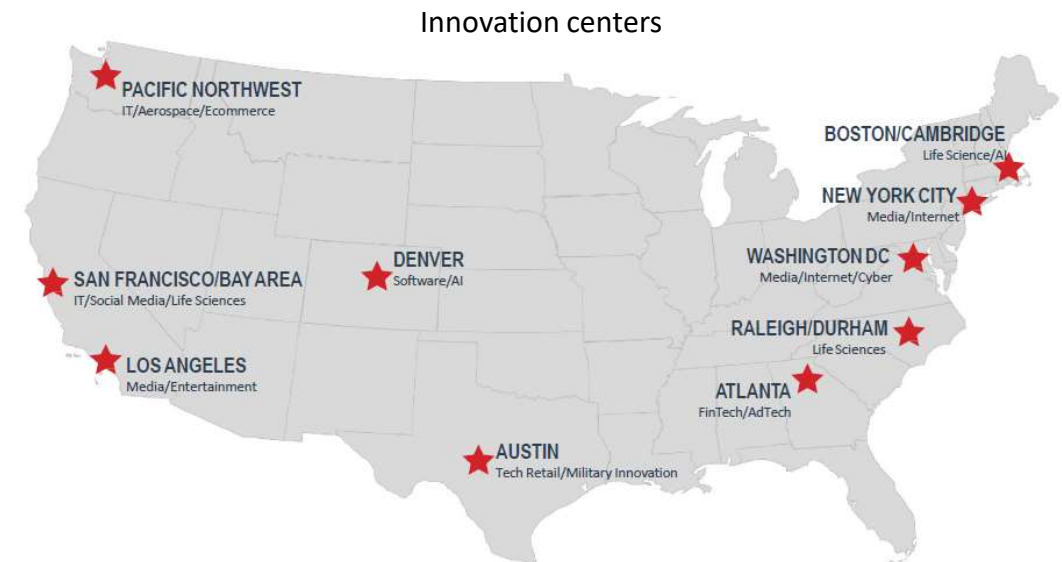 Innovation centers
PACIFIC NORTHWEST
IT/Aerospace/Ecommerce
BOSTON/CAMBRIDGE
Life Science/AI
NEW YORK CITY
Media/Internet
WASHINGTON DC
Media/Internet/Cyber
DENVER
Software/AI
SAN FRANCISCO/BAY AREA
IT/Social Media/Life Sciences
RALEIGH/DURHAM
Life Sciences
LOS ANGELES
Media/Entertainment
ATLANTA
FinTech/AdTech
AUSTIN
Tech Retail/Military Innovation